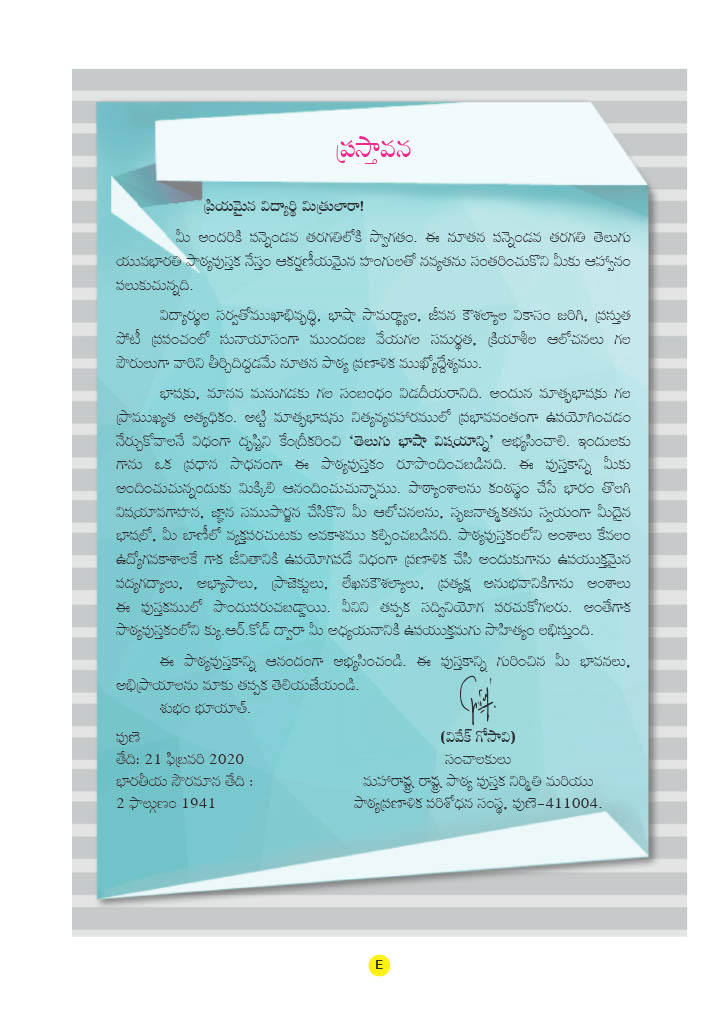 ప్రస్తావన
ప్రియమైన విద్యార్థి మిత్రులారా!
మీ అందరికి పన్నెండవ తరగతిలోకి స్వాగతం. ఈ నూతన పన్నెండవ తరగతి తెలుగు
యువభారతి పాఠ్యపుస్తక నేస్తం ఆకర్షణీయమైన హంగులతో నవ్యతను సంతరించుకొని మీకు ఆహ్వానం
పలుకుచున్నది.
విద్యార్థుల సర్వతోముఖాభివృద్ధి, భాషా సామర్థ్యాల, జీవన కౌశల్యాల వికాసం జరిగి, ప్రస్తుత
పోటీ ప్రపంచంలో సునాయాసంగా ముందంజ వేయగల సమర్థత, క్రియాశీల ఆలోచనలు గల
పౌరులుగా వారిని తీర్చిదిద్దడమే నూతన పాఠ్య ప్రణాళిక ముఖ్యోద్దేశ్యము.
భాషకు, మానవ మనుగడకు గల సంబంధం విడదీయరానిది. అందున మాతృభాషకు గల
ప్రాముఖ్యత అత్యధికం. అట్టి మాతృభాషను నిత్యవ్యవహారములో ప్రభావవంతంగా ఉపయోగించడం
నేర్చుకోవాలనే విధంగా దృష్టిని కేంద్రీకరించి ‘తెలుగు భాషా విషయాన్ని’ అభ్యసించాలి. ఇందులకు
గాను ఒక ప్రధాన సాధనంగా ఈ పాఠ్యపుస్తకం రూపొందించబడినది. ఈ పుస్తకాన్ని మీకు
అందించుచున్నందుకు మిక్కిలి ఆనందించుచున్నాము. పాఠ్యాంశాలను కంఠస్థం చేసే భారం తొలగి
విషయావగాహన, జ్ఞాన సముపార్జన చేసికొని మీ ఆలోచనలను, సృజనాత్మకతను స్వయంగా మీదైన
భాషలో, మీ బాణీలో వ్యక్తపరచుటకు అవకాశము కల్పించబడినది. పాఠ్యపుస్తకంలోని అంశాలు కేవలం
ఉద్యోగవకాశాలకే గాక జీవితానికి ఉపయోగపడే విధంగా ప్రణాళిక చేసి అందుకుగాను ఉపయుక్తమైన
పద్యగద్యాలు, అభ్యాసాలు, ప్రాజెక్టులు, లేఖనకౌశల్యాలు, ప్రత్యక్ష అనుభవానికిగాను అంశాలు
ఈ పుస్తకములో పొందుపరుచబడ్డాయి. వీనిని తప్పక సద్వినియోగ పరచుకోగలరు. అంతేగాక
పాఠ్యపుస్తకంలోని క్యు.ఆర్.కోడ్ ద్వారా మీ అధ్యయనానికి ఉపయుక్తమగు సాహిత్యం లభిస్తుంది.
ఈ పాఠ్యపుస్తకాన్ని ఆనందంగా అభ్యసించండి. ఈ పుస్తకాన్ని గురించిన మీ భావనలు,
అభిప్రాయాలను మాకు తప్పక తెలియజేయండి.
శుభం భూయాత్.
పుణె
తేది: 21 ఫిబ్రవరి 2020
భారతీయ సౌరమాన తేది :
2 ఫాల్గుణం 1941
(వివేక్ గోసావి)
సంచాలకులు
మహారాష్ట్ర రాష్ట్ర పాఠ్య పుస్తక నిర్మితి మరియు
పాఠ్యప్రణాళిక పరిశోధన సంస్థ, పుణె-411004.
E